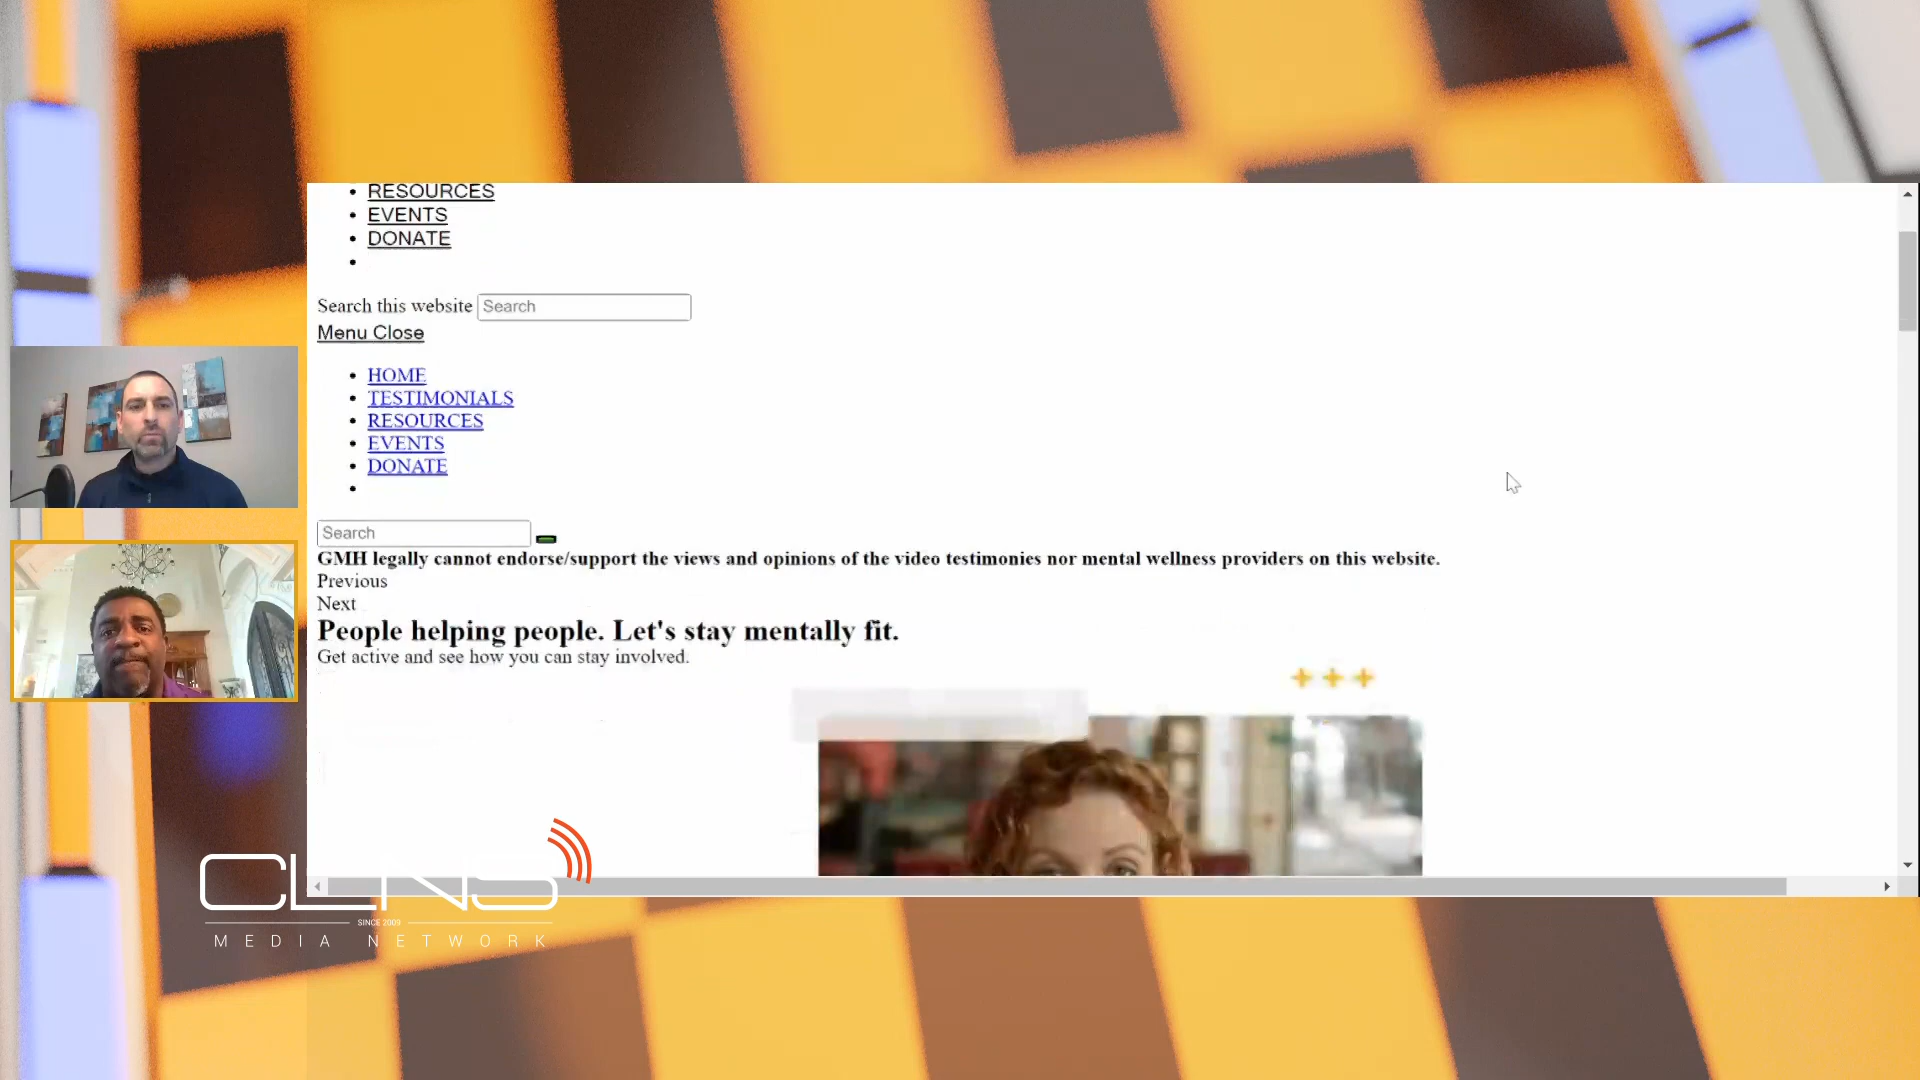 RESOURCES
EVENTS
DONATE
Search this website Search
Menu Close
HOME
TESTIMONIALS
RESOURCES
EVENTS
DONATE
Search
GMH legally cannot endorse/support the views and opinions of the video testimonies nor mental wellness providers on this website.
Previous
Next
People helping people. Let's stay mentally fit.
Get active and see how you can stay involved.
CLNS
SINCE 2009
MEDIA NETWORK